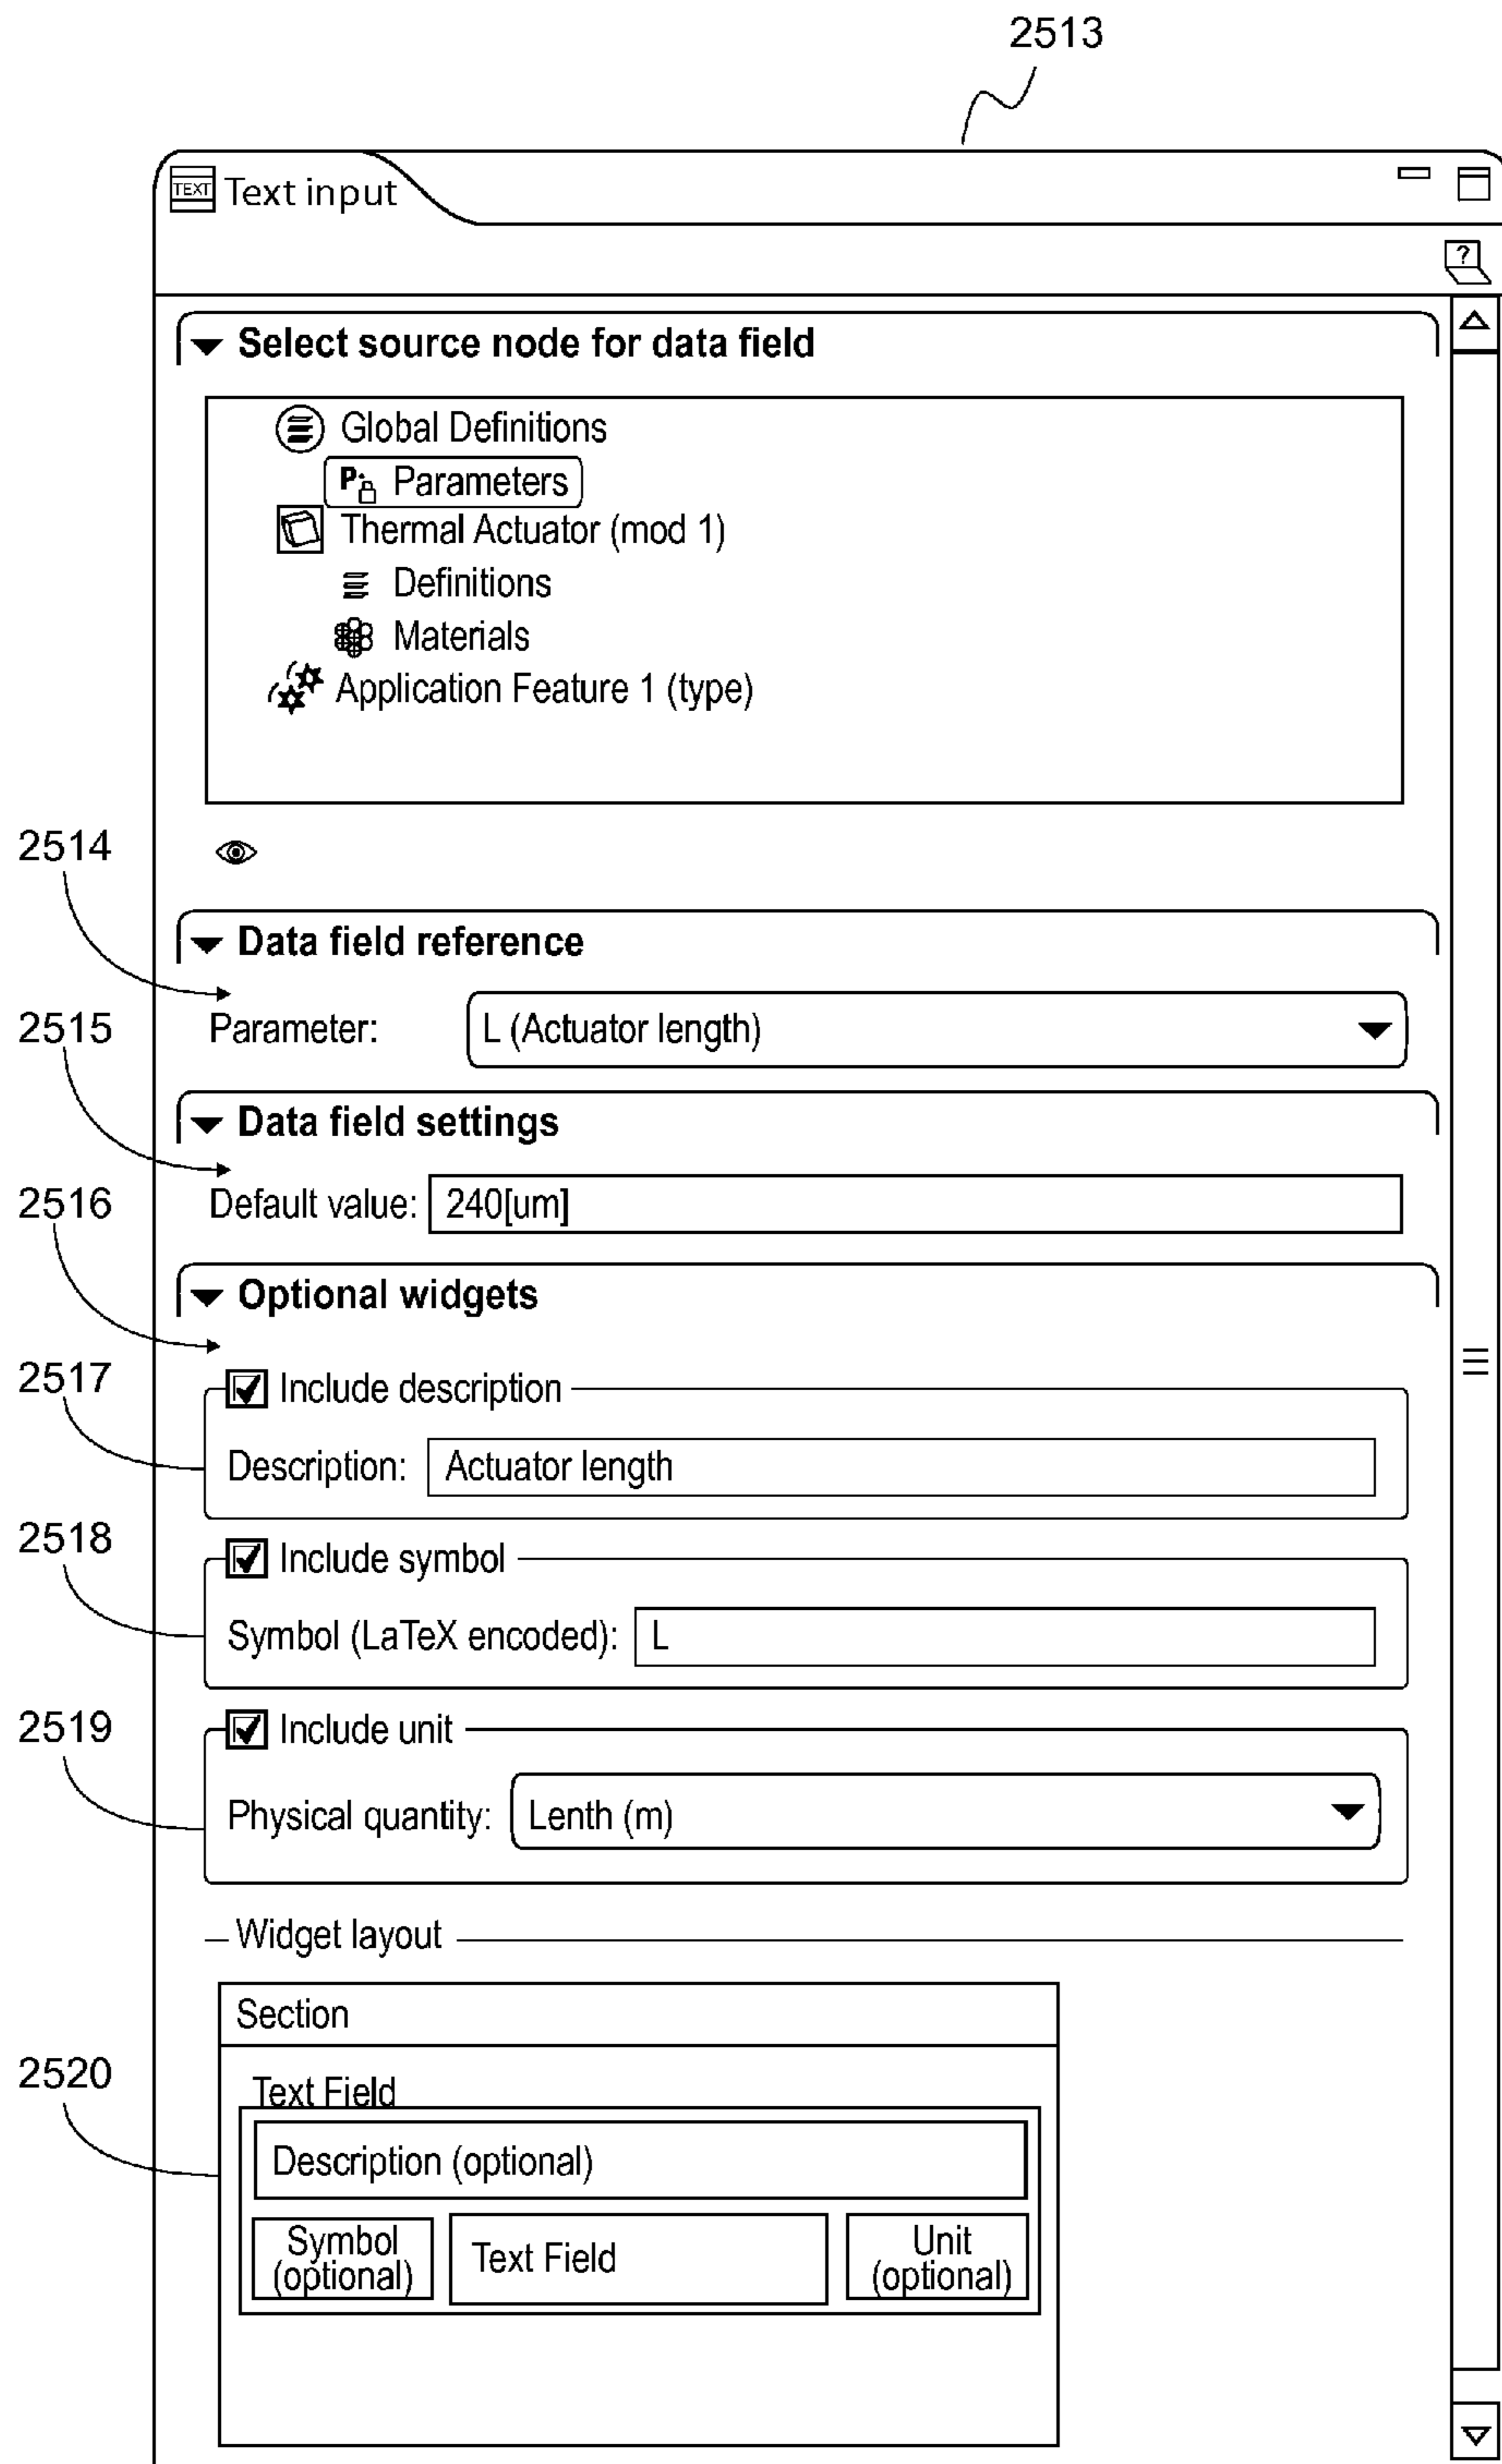 2513
TEXT Text input
?
Select source node for data field
Global Definitions
P Parameters
Thermal Actuator (mod 1)
Definitions
Materials
Application Feature 1 (type)
2514
Data field reference
2515 Parameter: L (Actuator length)
Data field settings
2516 Default value: 240[um]
Optional widgets
2517 Include description
Description: Actuator length
2518 Include symbol
Symbol (LaTeX encoded): L
2519 Include unit
Physical quantity: Lenth (m)
Widget layout
Section
2520 Text Field
Description (optional)
Symbol (optional) Text Field Unit (optional)